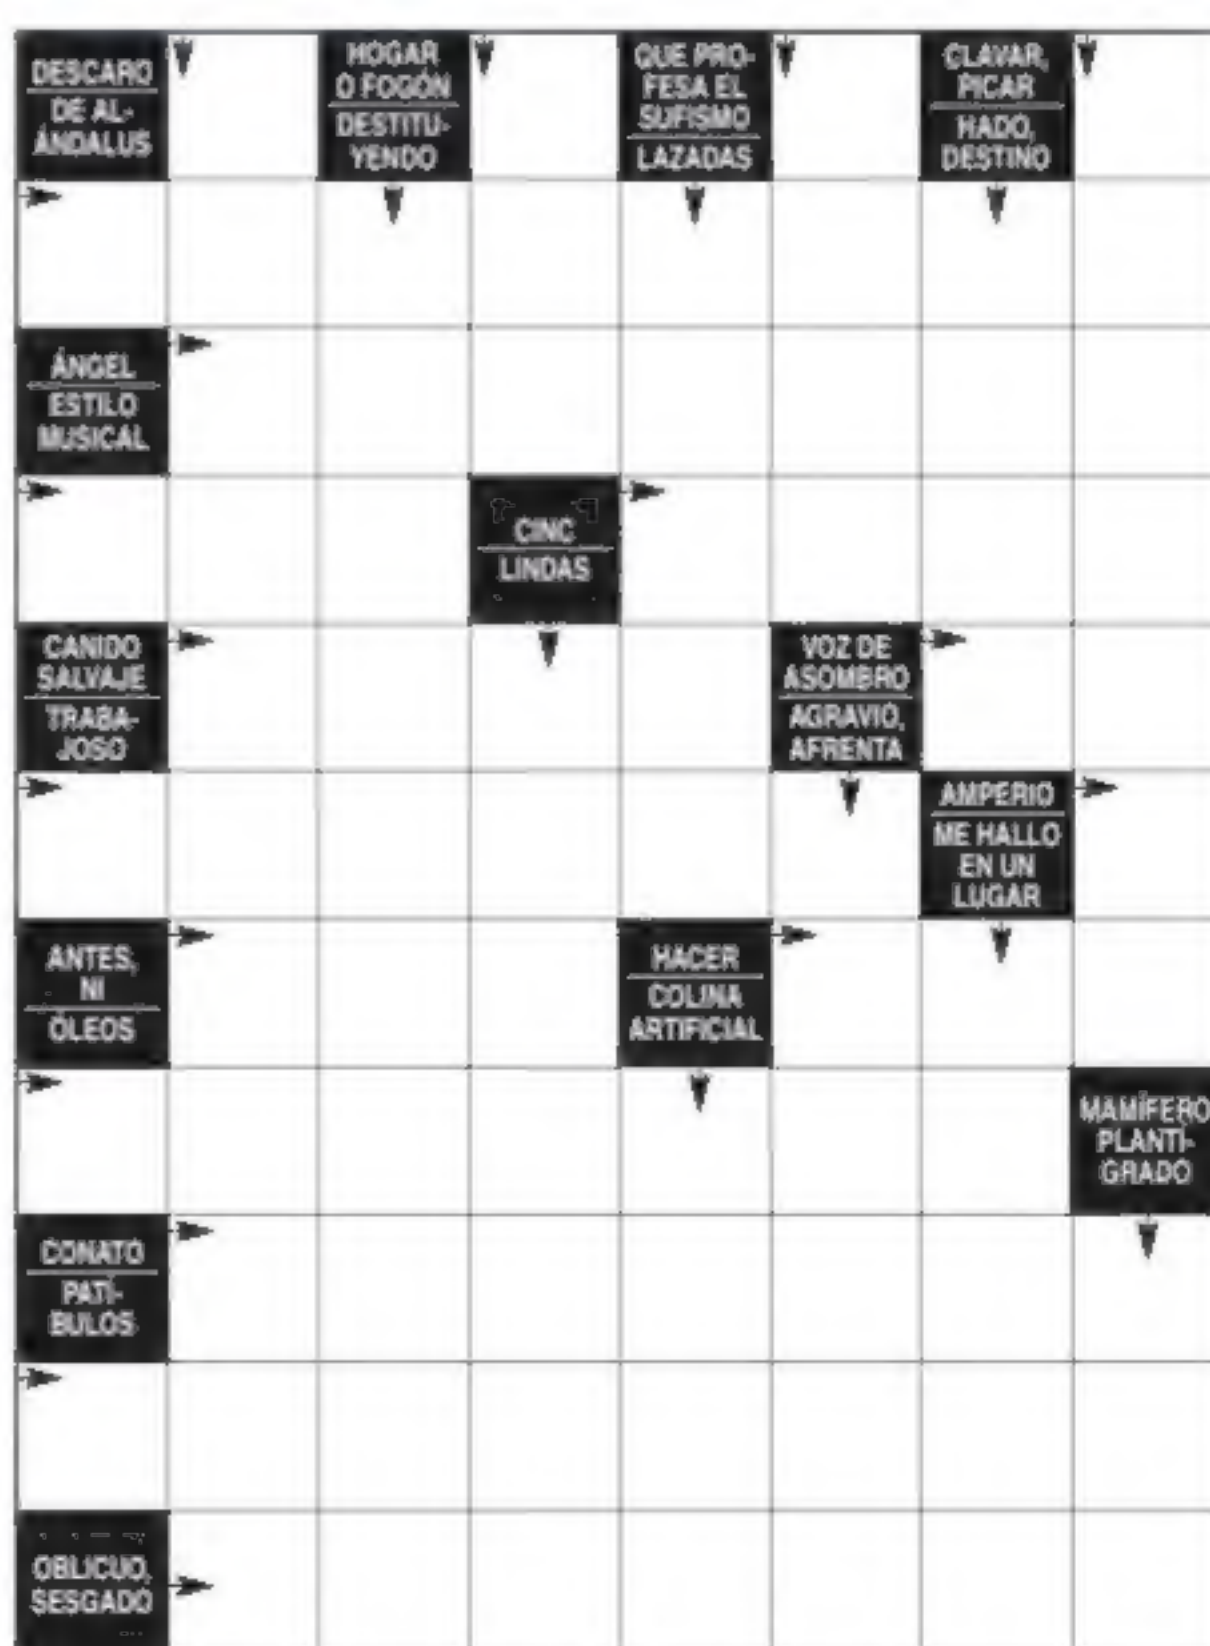 DESCARO
DE AL-
ÁNDALUS
HOGAR
O FOGÓN
DESTITU-
YENDO
QUE PRO-
FESA EL
SUFISMO
LAZADAS
CLAVAR,
PICAR
HADO,
DESTINO
ÁNGEL
ESTILO
MUSICAL
CINC
LINDAS
CANIDO
SALVAJE
TRABA-
JOSO
VOZ DE
ASOMBRO
AGRAVIO,
AFRENTA
AMPERIO
ME HALLO
EN UN
LUGAR
ANTES,
NI
ÓLEOS
HACER
COLINA
ARTIFICIAL
MAMÍFERO
PLANTÍ-
GRADO
CONATO
PATÍ-
BULOS
OBLICUO,
SESGADO